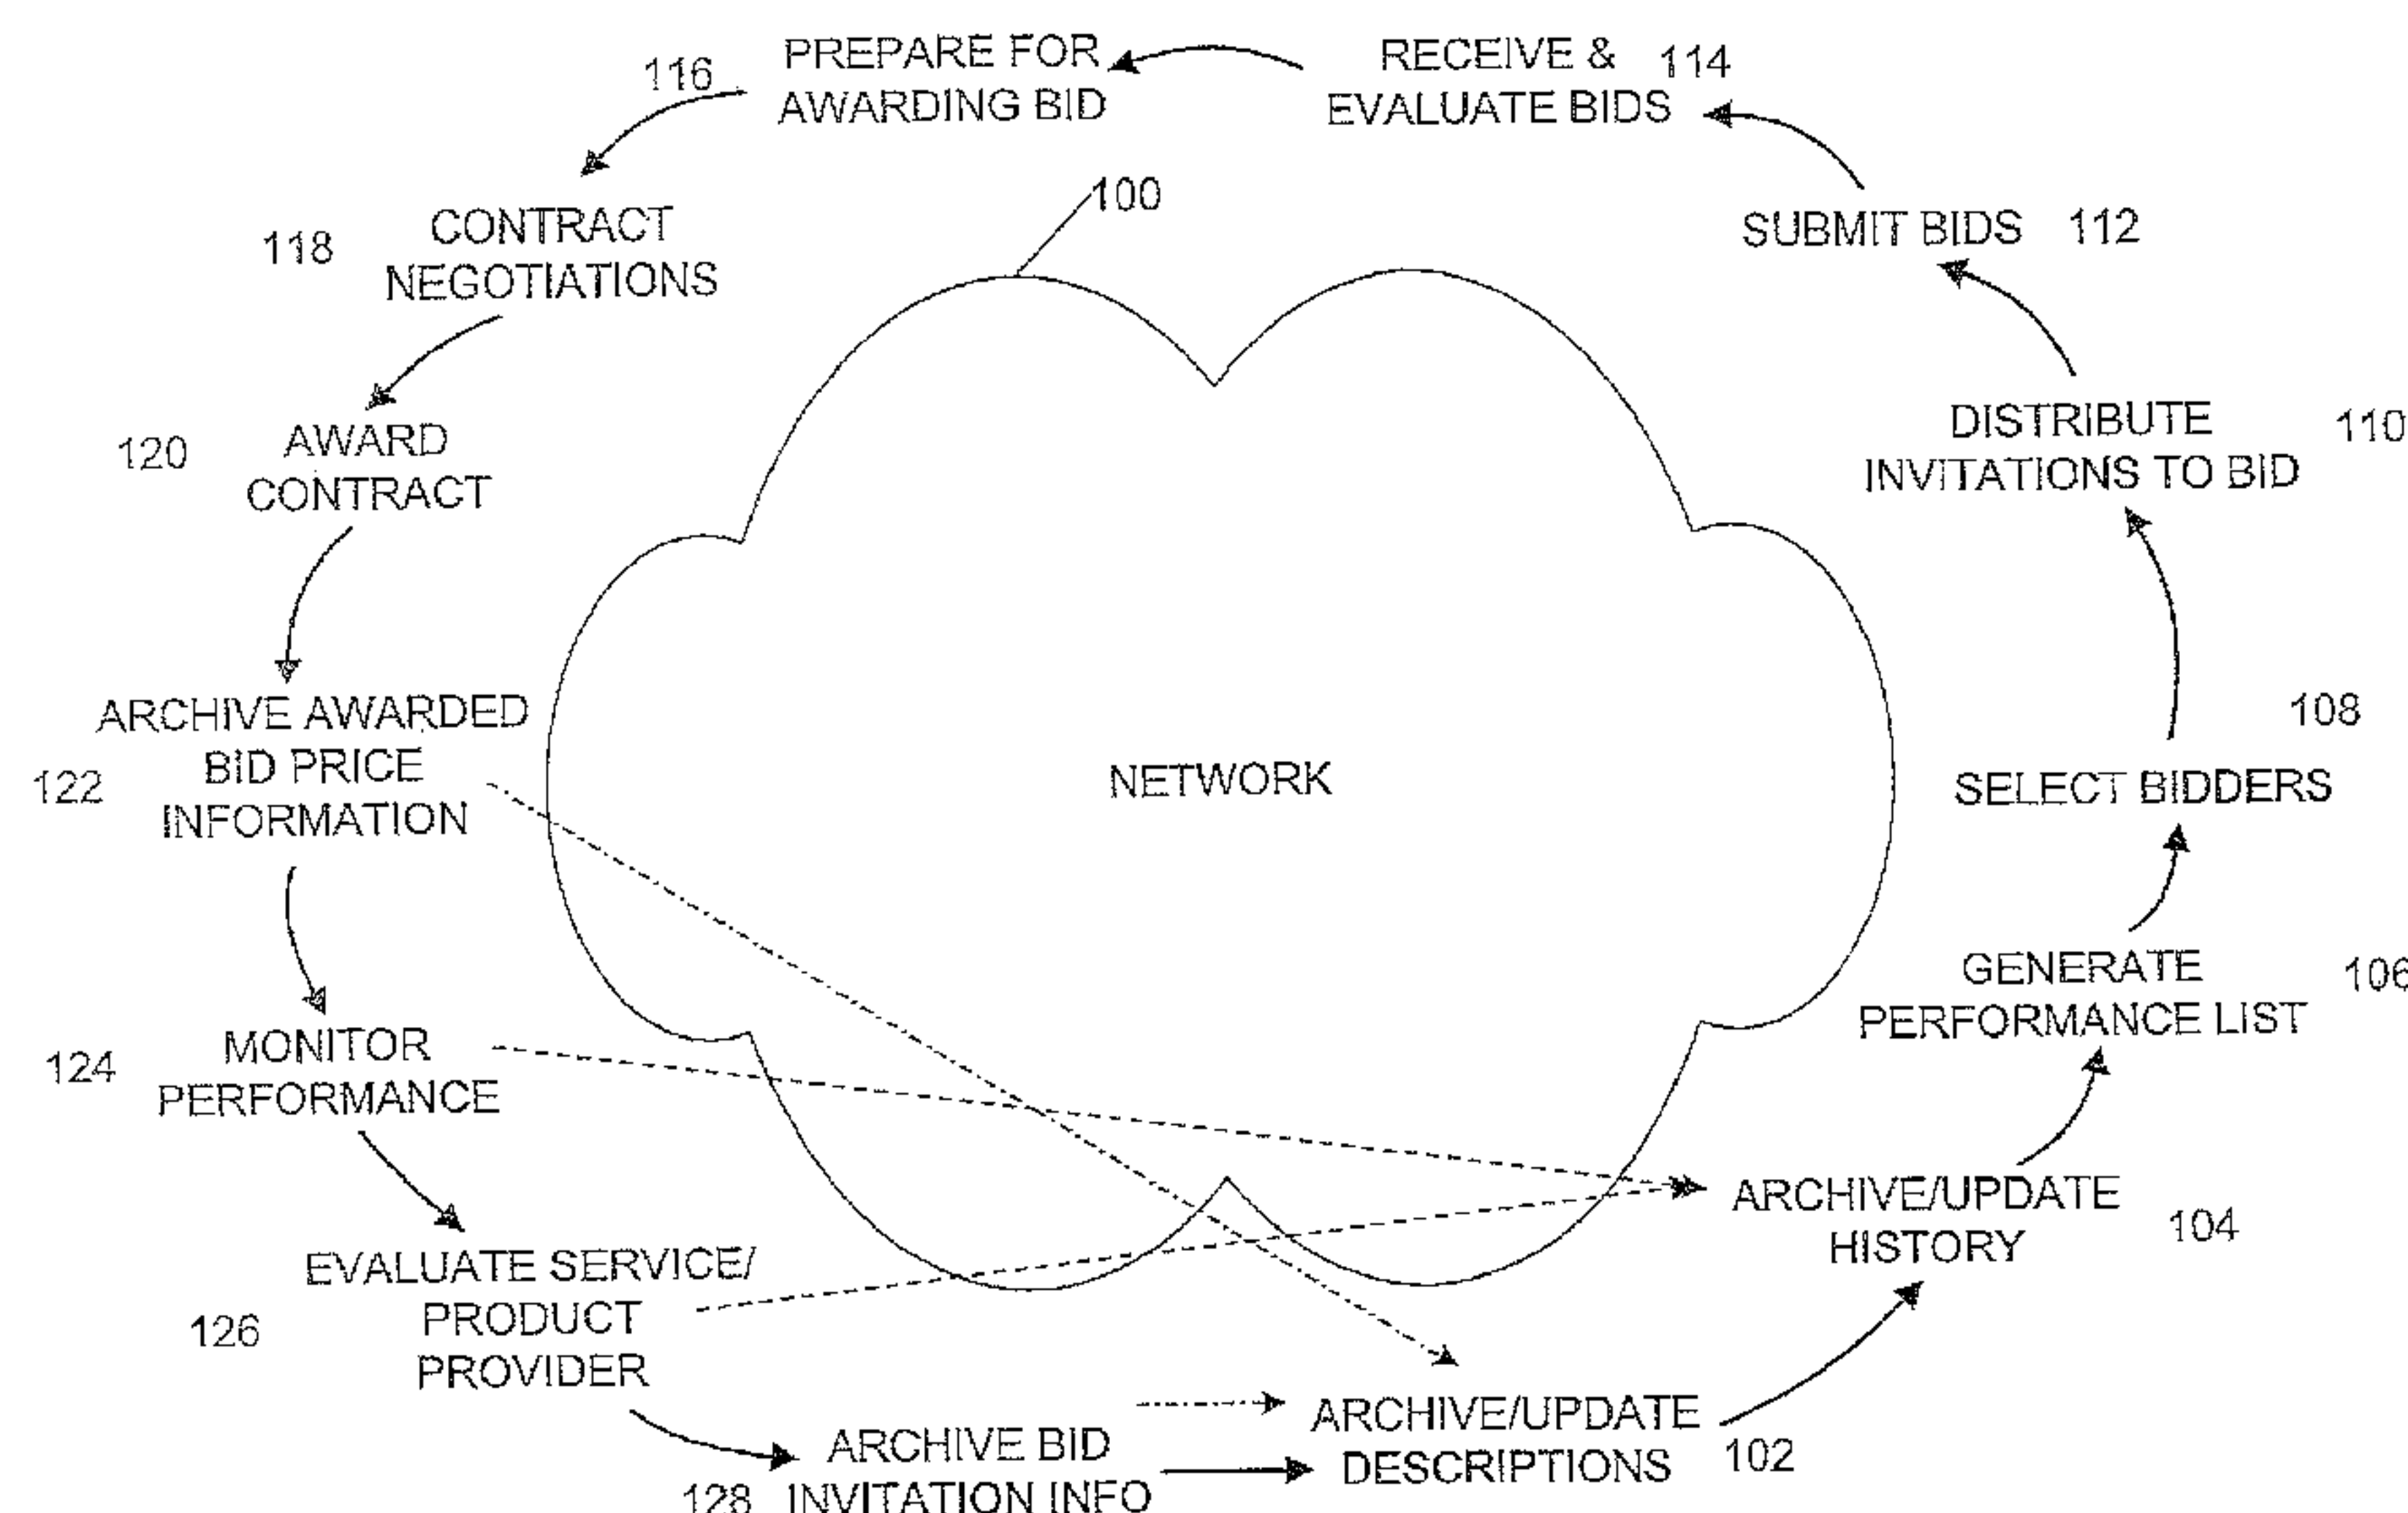 116
PREPARE FOR
AWARDING BID
RECEIVE &
EVALUATE BIDS
114
100
118
CONTRACT
NEGOTIATIONS
SUBMIT BIDS
112
120
AWARD
CONTRACT
DISTRIBUTE
INVITATIONS TO BID
110
122
ARCHIVE AWARDED
BID PRICE
INFORMATION
NETWORK
108
SELECT BIDDERS
GENERATE
PERFORMANCE LIST
106
124
MONITOR
PERFORMANCE
ARCHIVE/UPDATE
HISTORY
104
126
EVALUATE SERVICE/
PRODUCT
PROVIDER
128
ARCHIVE BID
INVITATION INFO
ARCHIVE/UPDATE
DESCRIPTIONS
102